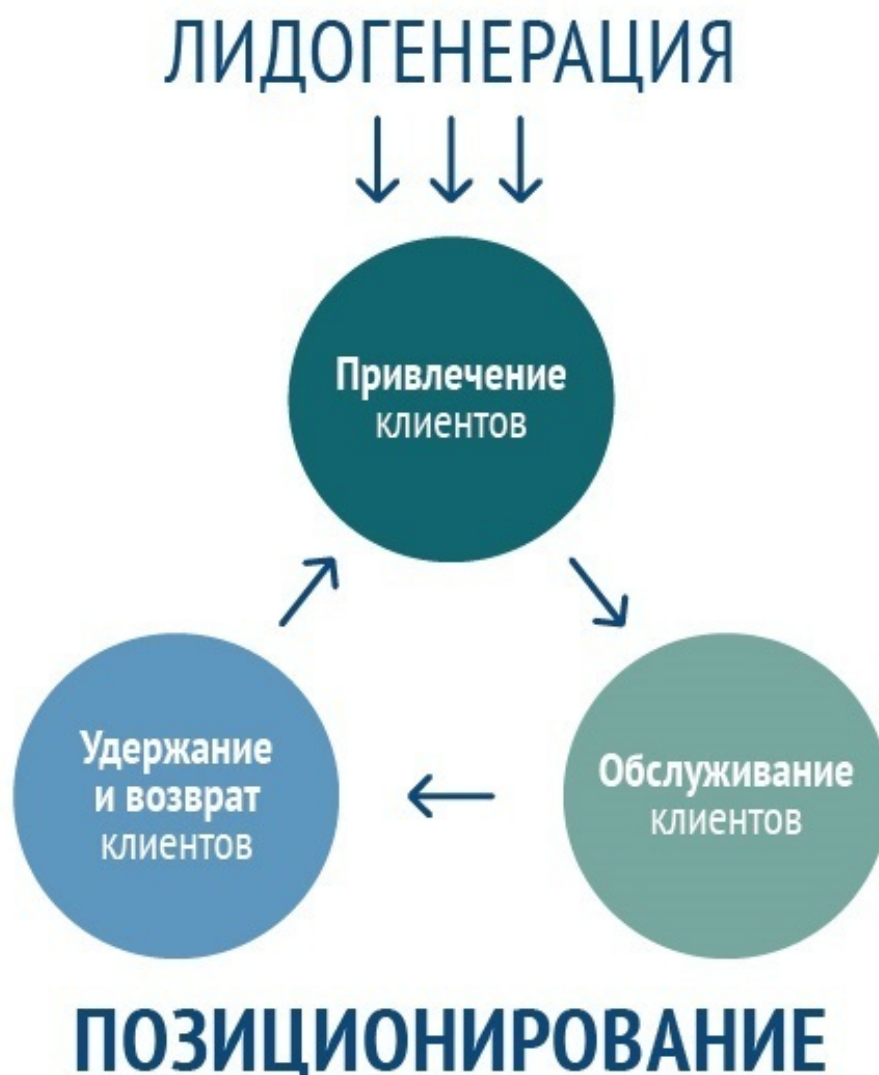 ЛИДОГЕНЕРАЦИЯ
Привлечение
клиентов
Удержание
и возврат
клиентов
Обслуживание
клиентов
ПОЗИЦИОНИРОВАНИЕ